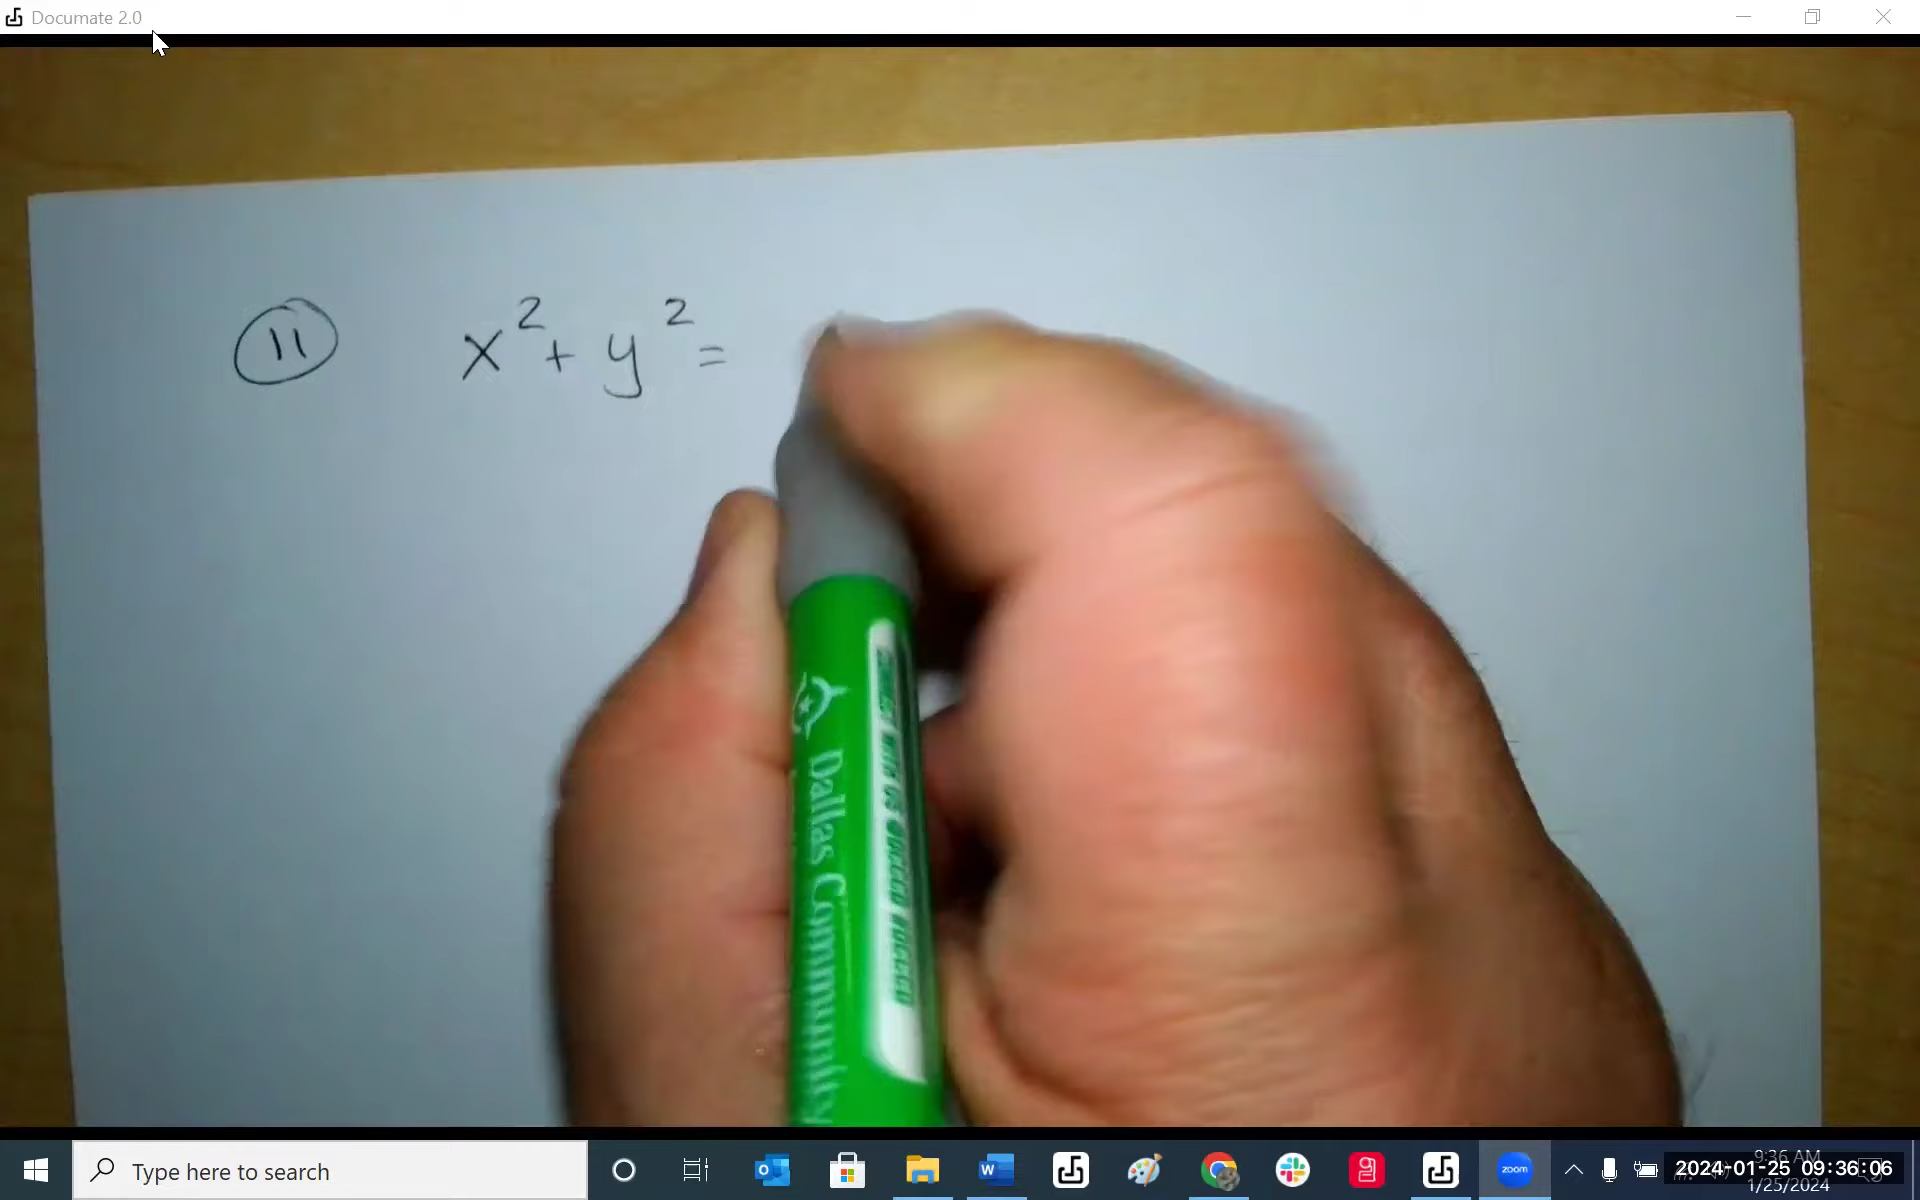 Documate 2.0
11 x² + y² =
Dallas Community
Type here to search
9:36 AM
2024-01-25 09:36:06
1/25/2024
zoom